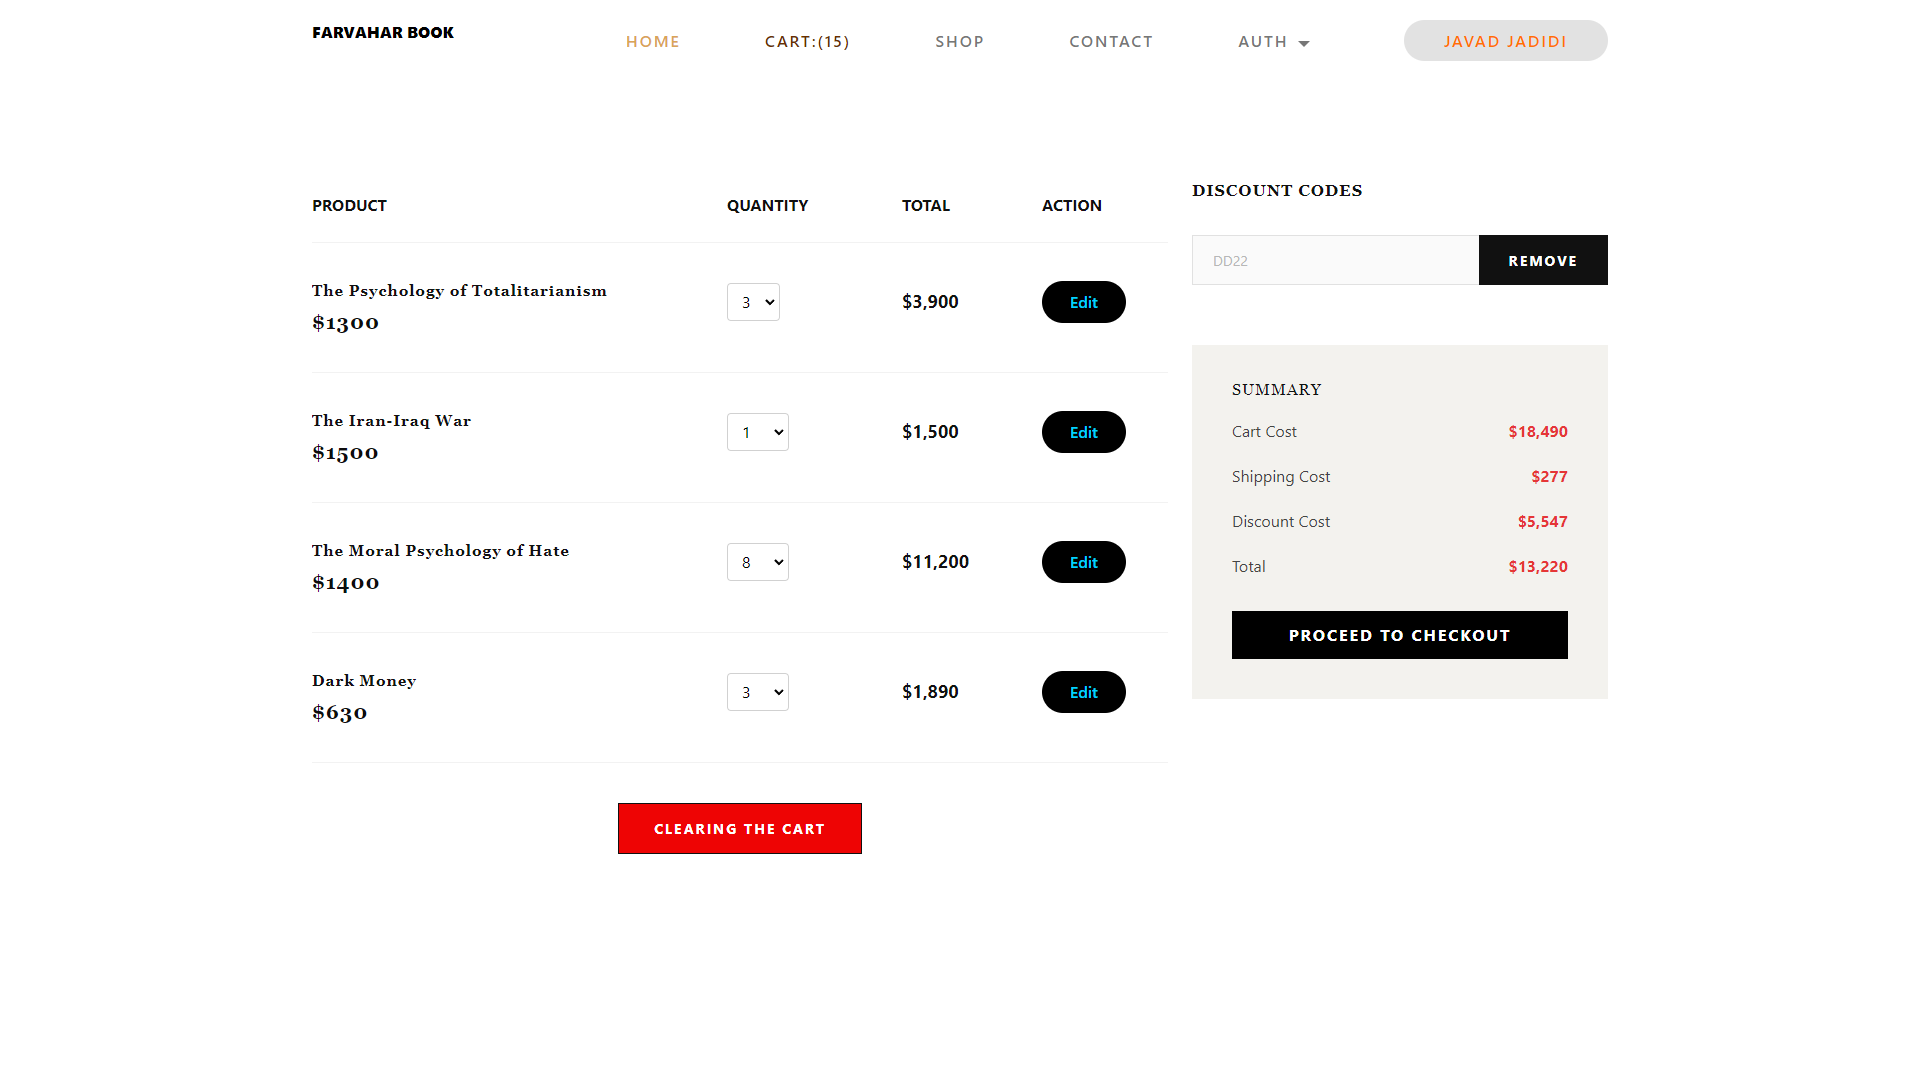 FARVAHAR BOOK
HOME
CART:(15)
SHOP
CONTACT
AUTH
JAVAD JADIDI
PRODUCT QUANTITY TOTAL ACTION
The Psychology of Totalitarianism
$1300
3
$3,900
Edit
The Iran-Iraq War
$1500
1
$1,500
Edit
The Moral Psychology of Hate
$1400
8
$11,200
Edit
Dark Money
$630
3
$1,890
Edit
CLEARING THE CART
DISCOUNT CODES
DD22
REMOVE
SUMMARY
Cart Cost $18,490
Shipping Cost $277
Discount Cost $5,547
Total $13,220
PROCEED TO CHECKOUT